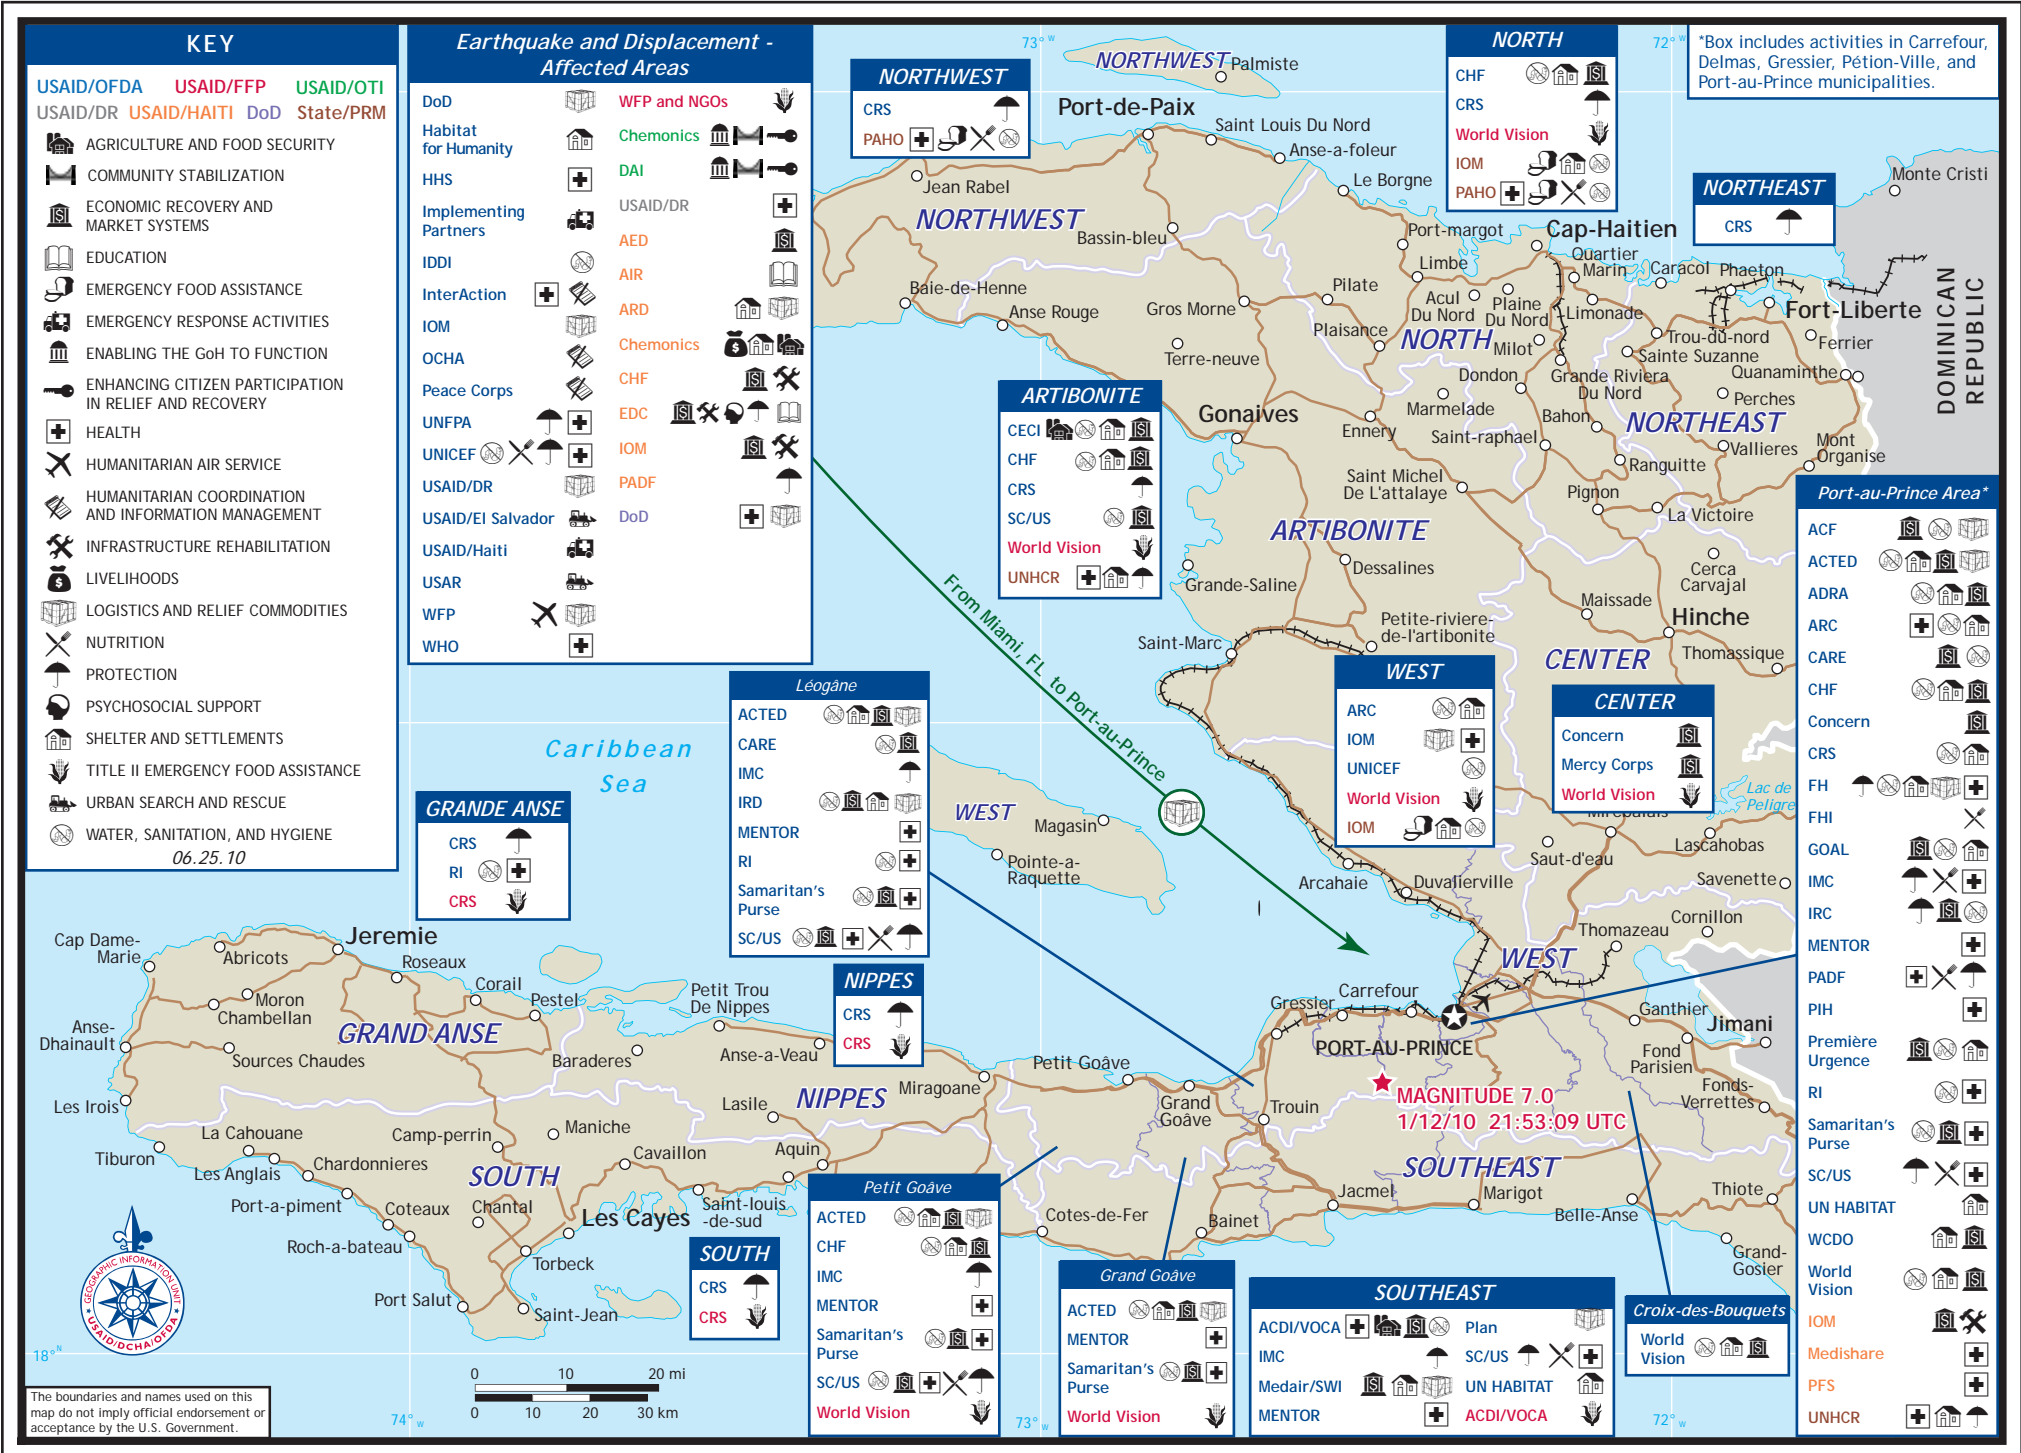 KEY
USAID/OFDA USAID/FFP USAID/OTI
USAID/DR USAID/HAITI DoD State/PRM
AGRICULTURE AND FOOD SECURITY
COMMUNITY STABILIZATION
ECONOMIC RECOVERY AND
MARKET SYSTEMS
EDUCATION
EMERGENCY FOOD ASSISTANCE
EMERGENCY RESPONSE ACTIVITIES
ENABLING THE GoH TO FUNCTION
ENHANCING CITIZEN PARTICIPATION
IN RELIEF AND RECOVERY
HEALTH
HUMANITARIAN AIR SERVICE
HUMANITARIAN COORDINATION
AND INFORMATION MANAGEMENT
INFRASTRUCTURE REHABILITATION
LIVELIHOODS
LOGISTICS AND RELIEF COMMODITIES
NUTRITION
PROTECTION
PSYCHOSOCIAL SUPPORT
SHELTER AND SETTLEMENTS
TITLE II EMERGENCY FOOD ASSISTANCE
URBAN SEARCH AND RESCUE
WATER, SANITATION, AND HYGIENE
06.25.10
Earthquake and Displacement -
Affected Areas
DoD
Habitat
for Humanity
HHS
Implementing
Partners
IDDI
InterAction
IOM
OCHA
Peace Corps
UNFPA
UNICEF
USAID/DR
USAID/El Salvador
USAID/Haiti
USAR
WFP
WHO
WFP and NGOs
Chemonics
DAI
USAID/DR
AED
AIR
ARD
Chemonics
CHF
EDC
IOM
PADF
DoD
NORTHWEST
CRS
PAHO
NORTH
CHF
CRS
World Vision
IOM
PAHO
*Box includes activities in Carrefour,
Delmas, Gressier, Pétion-Ville, and
Port-au-Prince municipalities.
NORTHEAST
CRS
ARTIBONITE
CECI
CHF
CRS
SC/US
World Vision
UNHCR
WEST
ARC
IOM
UNICEF
World Vision
IOM
CENTER
Concern
Mercy Corps
World Vision
Port-au-Prince Area*
ACF
ACTED
ADRA
ARC
CARE
CHF
Concern
CRS
FH
FHI
GOAL
IMC
IRC
MENTOR
PADF
PIH
Première
Urgence
RI
Samaritan's
Purse
SC/US
UN HABITAT
WCDO
World
Vision
IOM
Medishare
PFS
UNHCR
Léogâne
ACTED
CARE
IMC
IRD
MENTOR
RI
Samaritan's
Purse
SC/US
GRANDE ANSE
CRS
RI
CRS
NIPPES
CRS
CRS
SOUTH
CRS
CRS
Petit Goâve
ACTED
CHF
IMC
MENTOR
Samaritan's
Purse
SC/US
World Vision
Grand Goâve
ACTED
MENTOR
Samaritan's
Purse
World Vision
SOUTHEAST
ACDI/VOCA
IMC
Medair/SWI
MENTOR
Plan
SC/US
UN HABITAT
ACDI/VOCA
Croix-des-Bouquets
World
Vision
73° W
72° W
NORTHWEST
Palmiste
Port-de-Paix
Saint Louis Du Nord
Anse-a-foleur
Le Borgne
Jean Rabel
NORTHWEST
Bassin-bleu
Port-margot
Cap-Haitien
Monte Cristi
Quartier
Marin
Caracol
Phaeton
Limbe
Baie-de-Henne
Anse Rouge
Gros Morne
Pilate
Acul
Du Nord
Plaine
Du Nord
Limonade
Fort-Liberte
DOMINICAN
REPUBLIC
Plaisance
NORTH
Milot
Trou-du-nord
Sainte Suzanne
Ferrier
Terre-neuve
Dondon
Grande Riviera
Du Nord
Quanaminthe
Perches
Gonaives
Marmelade
Bahon
NORTHEAST
Ennery
Saint-raphael
Vallieres
Mont
Organise
Ranguitte
Saint Michel
De L'attalaye
Pignon
La Victoire
ARTIBONITE
Dessalines
Cerca
Carvajal
Grande-Saline
Maissade
Hinche
Petite-riviere-
de-l'artibonite
Saint-Marc
CENTER
Thomassique
Lac de
Peligre
Mirebalais
Lascahobas
Saut-d'eau
Savenette
From Miami, FL to Port-au-Prince
Caribbean
Sea
WEST
Magasin
Pointe-a-
Raquette
Arcahaie
Duvalierville
Cornillon
Thomazeau
WEST
Cap Dame-
Marie
Abricots
Jeremie
Roseaux
Corail
Pestel
Moron
Chambellan
Anse-
Dhainault
GRAND ANSE
Sources Chaudes
Baraderes
Petit Trou
De Nippes
Anse-a-Veau
Miragoane
Petit Goâve
Gressier
Carrefour
PORT-AU-PRINCE
Ganthier
Jimani
Fond
Parisien
Fonds-
Verrettes
MAGNITUDE 7.0
1/12/10 21:53:09 UTC
Les Irois
Lasile
NIPPES
Grand
Goâve
Trouin
La Cahouane
Camp-perrin
Maniche
Tiburon
Les Anglais
Chardonnieres
Cavaillon
Aquin
SOUTH
SOUTHEAST
Port-a-piment
Coteaux
Chantal
Les Cayes
Saint-louis
-de-sud
Cotes-de-Fer
Bainet
Jacmel
Marigot
Belle-Anse
Thiote
Roch-a-bateau
Torbeck
Grand-
Gosier
Port Salut
Saint-Jean
GEOGRAPHIC INFORMATION UNIT
USAID/DCHA/OFDA
18° N
0 10 20 mi
0 10 20 30 km
74° W
73° W
72° W
The boundaries and names used on this
map do not imply official endorsement or
acceptance by the U.S. Government.